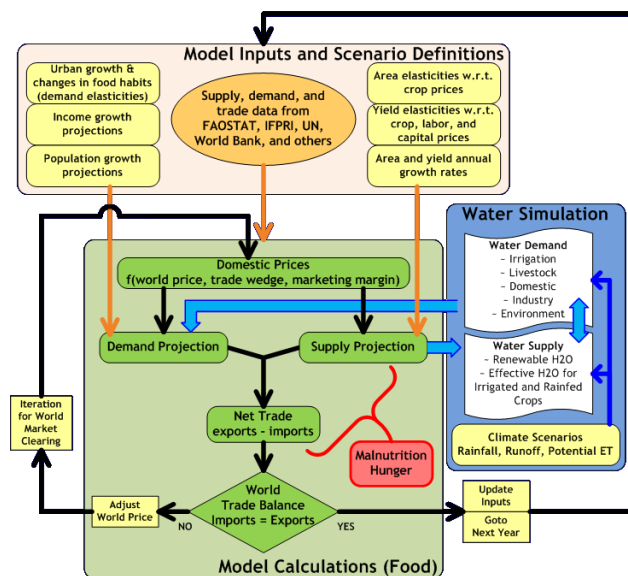 Model Inputs and Scenario Definitions
Urban growth &
changes in food habits
(demand elasticities)
Income growth
projections
Population growth
projections
Supply, demand, and
trade data from
FAOSTAT, IFPRI, UN,
World Bank, and others
Area elasticities w.r.t.
crop prices
Yield elasticities w.r.t.
crop, labor, and
capital prices
Area and yield annual
growth rates
Water Simulation
Water Demand
– Irrigation
– Livestock
– Domestic
– Industry
– Environment
Water Supply
– Renewable H2O
– Effective H2O for
Irrigated and Rainfed
Crops
Climate Scenarios
Rainfall, Runoff, Potential ET
Domestic Prices
f(world price, trade wedge, marketing margin)
Demand Projection
Supply Projection
Net Trade
exports – imports
Malnutrition
Hunger
Iteration for World
Market
Clearing
Adjust
World Price
NO
World
Trade Balance
Imports = Exports
YES
Update
Inputs
Goto
Next Year
Model Calculations (Food)